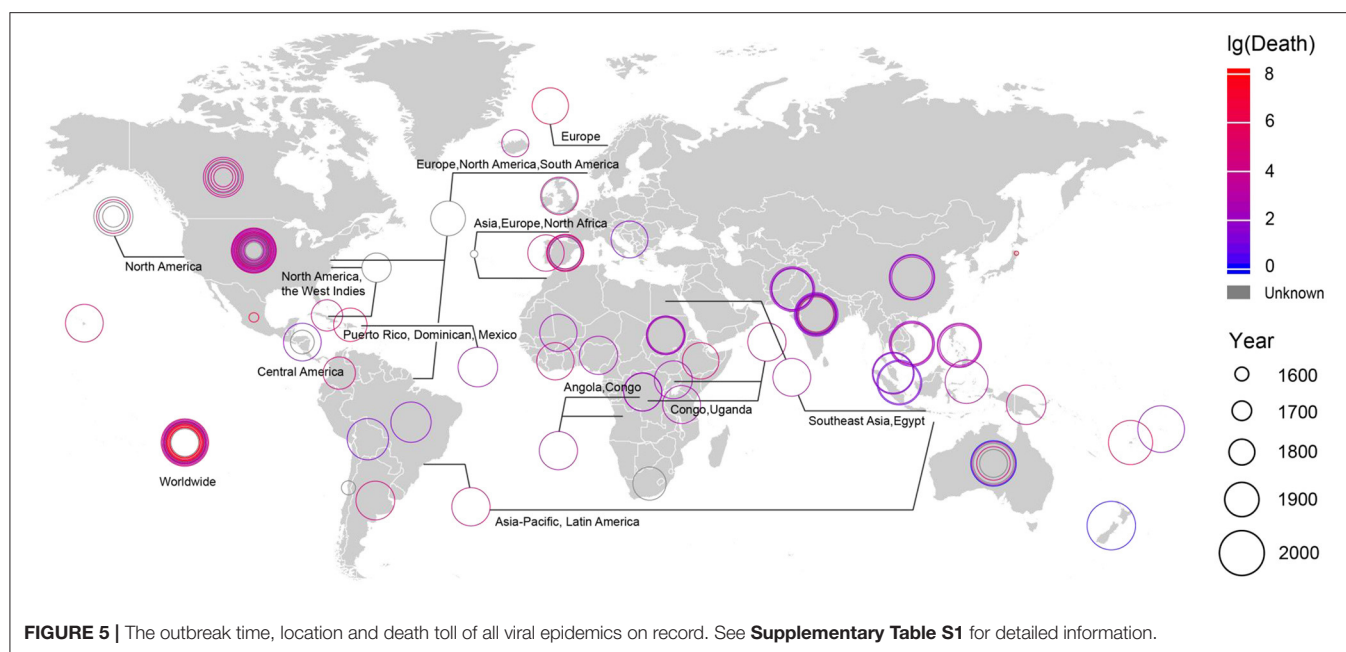 lg(Death)
8
6
4
2
0
Unknown
Year
1600
1700
1800
1900
2000
Europe
Europe,North America,South America
Asia,Europe,North Africa
North America
North America,
the West Indies
Puerto Rico, Dominican, Mexico
Central America
Angola,Congo
Congo,Uganda
Southeast Asia,Egypt
Worldwide
Asia-Pacific, Latin America
FIGURE 5 | The outbreak time, location and death toll of all viral epidemics on record. See Supplementary Table S1 for detailed information.